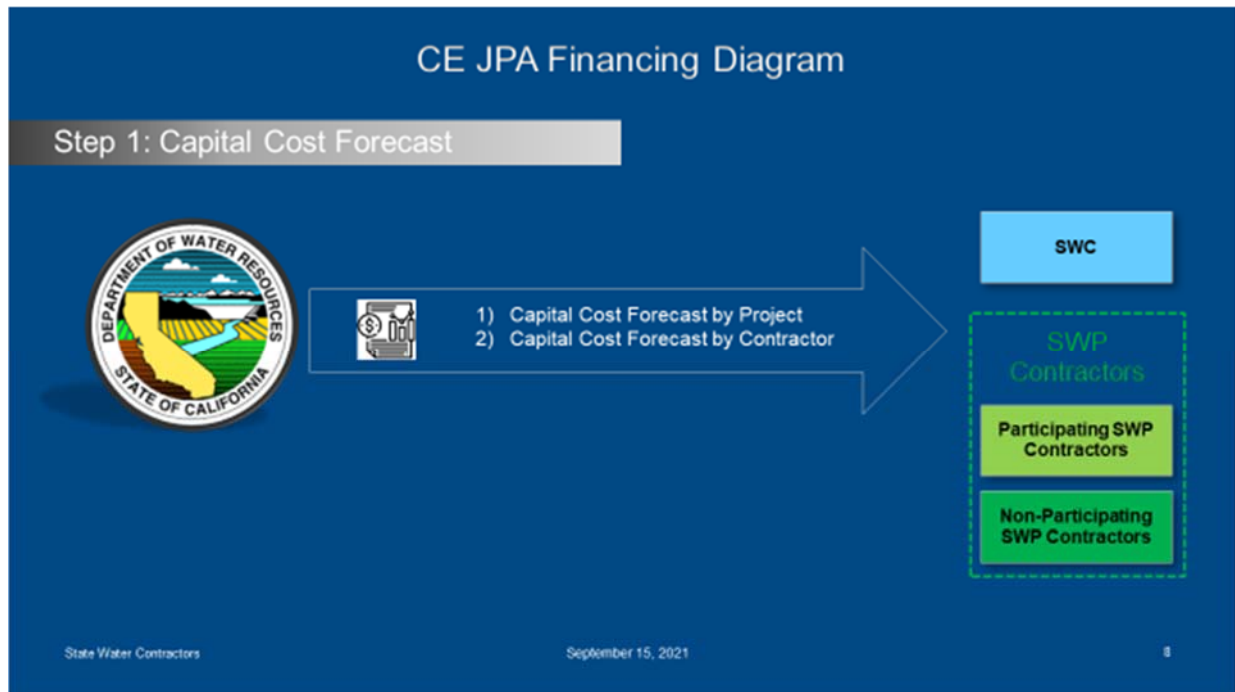 CE JPA Financing Diagram
Step 1: Capital Cost Forecast
DEPARTMENT OF WATER RESOURCES
STATE OF CALIFORNIA
$
1) Capital Cost Forecast by Project
2) Capital Cost Forecast by Contractor
SWC
SWP
Contractors
Participating SWP
Contractors
Non-Participating
SWP Contractors
State Water Contractors
September 15, 2021
8